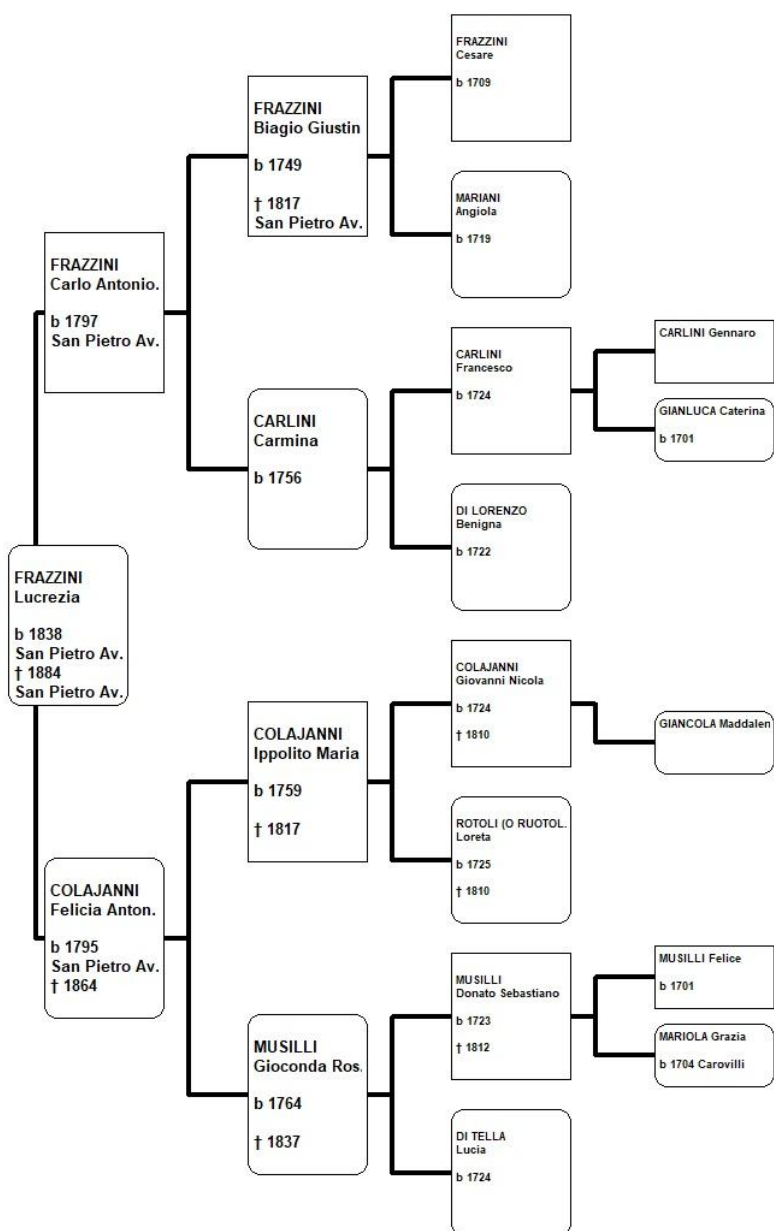 FRAZZINI
Lucrezia
b 1838
San Pietro Av.
† 1884
San Pietro Av.
FRAZZINI
Carlo Antonio.
b 1797
San Pietro Av.
COLAJANNI
Felicia Anton.
b 1795
San Pietro Av.
† 1864
FRAZZINI
Biagio Giustin
b 1749
† 1817
San Pietro Av.
CARLINI
Carmina
b 1756
COLAJANNI
Ippolito Maria
b 1759
† 1817
MUSILLI
Gioconda Ros.
b 1764
† 1837
FRAZZINI
Cesare
b 1709
MARIANI
Angiola
b 1719
CARLINI
Francesco
b 1724
DI LORENZO
Benigna
b 1722
COLAJANNI
Giovanni Nicola
b 1724
† 1810
ROTOLI (O RUOTOL.
Loreta
b 1725
† 1810
MUSILLI
Donato Sebastiano
b 1723
† 1812
DI TELLA
Lucia
b 1724
CARLINI Gennaro
GIANLUCA Caterina
b 1701
GIANCOLA Maddalen
MUSILLI Felice
b 1701
MARIOLA Grazia
b 1704 Carovilli